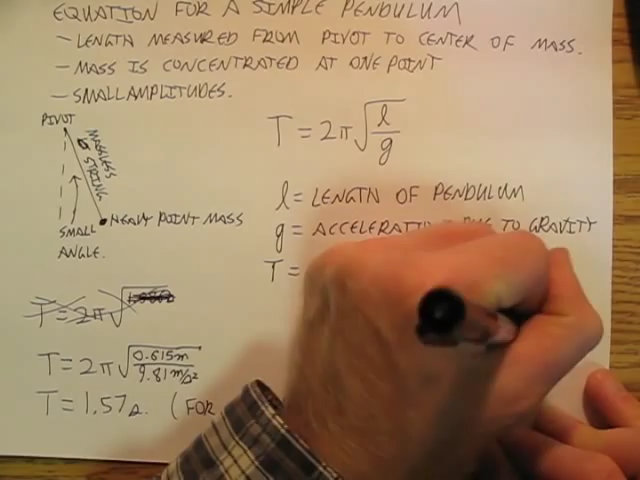 EQUATION FOR A SIMPLE PENDULUM
- LENGTH MEASURED FROM PIVOT TO CENTER OF MASS.
- MASS IS CONCENTRATED AT ONE POINT
- SMALL AMPLITUDES.
PIVOT
MASSLESS
STRING
HEAVY POINT MASS
SMALL
ANGLE.
T = 2π√
T = 2π√(0.615m/9.81m/s²)
T = 1.57s. (FOR
T = 2π√(l/g)
l = LENGTH OF PENDULUM
g = DUE TO GRAVITY
T =